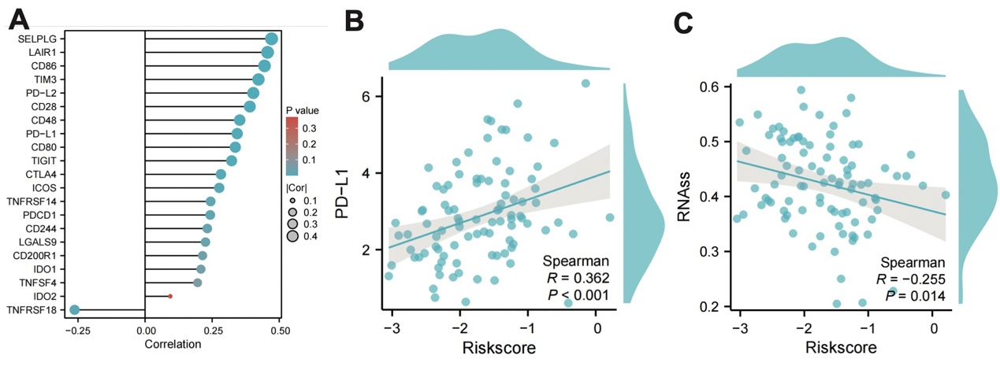 A
SELPLG
LAIR1
CD86
TIM3
PD−L2
CD28
CD48
PD−L1
CD80
TIGIT
CTLA4
ICOS
TNFRSF14
PDCD1
CD244
LGALS9
CD200R1
IDO1
TNFSF4
IDO2
TNFRSF18
−0.25 0.00 0.25 0.50
Correlation
P value
0.3
0.2
0.1
|Cor|
0.1
0.2
0.3
0.4
B
PD−L1
6
4
2
Spearman
R = 0.362
P < 0.001
−3 −2 −1 0
Riskscore
C
RNAss
0.6
0.5
0.4
0.3
0.2
Spearman
R = −0.255
P = 0.014
−3 −2 −1 0
Riskscore